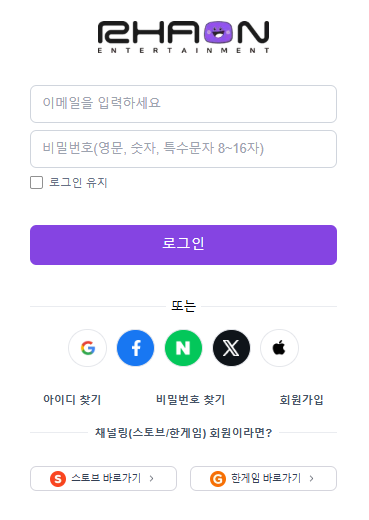 RHAON
ENTERTAINMENT
이메일을 입력하세요
비밀번호(영문, 숫자, 특수문자 8~16자)
로그인 유지
로그인
또는
아이디 찾기 비밀번호 찾기 회원가입
채널링(스토브/한게임) 회원이라면?
S 스토브 바로가기 > G 한게임 바로가기 >